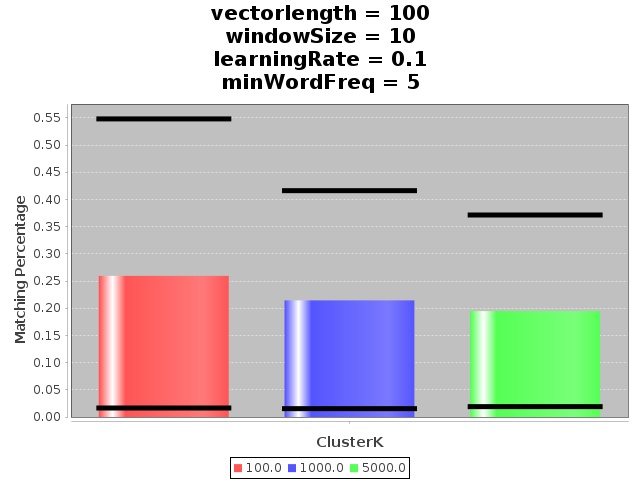 vectorlength = 100
windowSize = 10
learningRate = 0.1
minWordFreq = 5
0.55
0.50
0.45
0.40
0.35
0.30
0.25
0.20
0.15
0.10
0.05
0.00
Matching Percentage
ClusterK
100.0 1000.0 5000.0